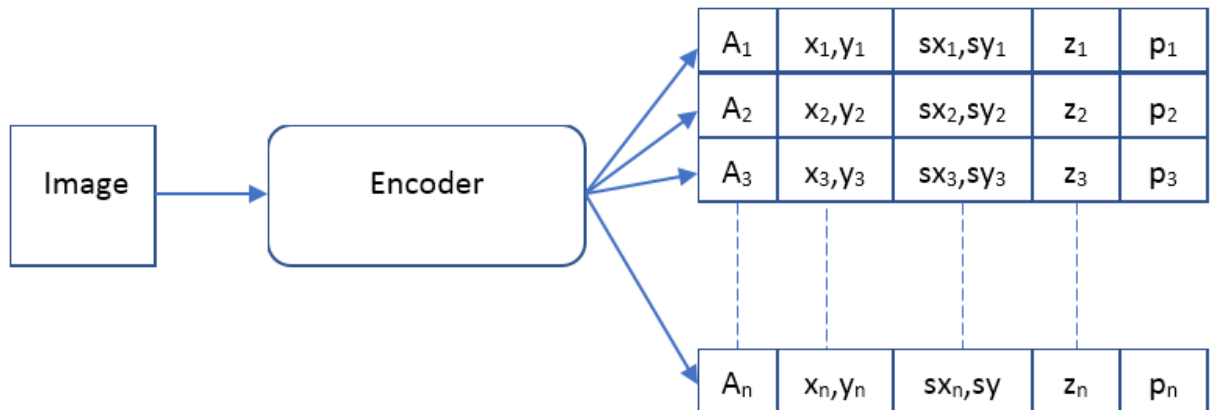 A₁ x₁,y₁ sx₁,sy₁ z₁ p₁
A₂ x₂,y₂ sx₂,sy₂ z₂ p₂
Image Encoder A₃ x₃,y₃ sx₃,sy₃ z₃ p₃
Aₙ xₙ,yₙ sxₙ,sy zₙ pₙ